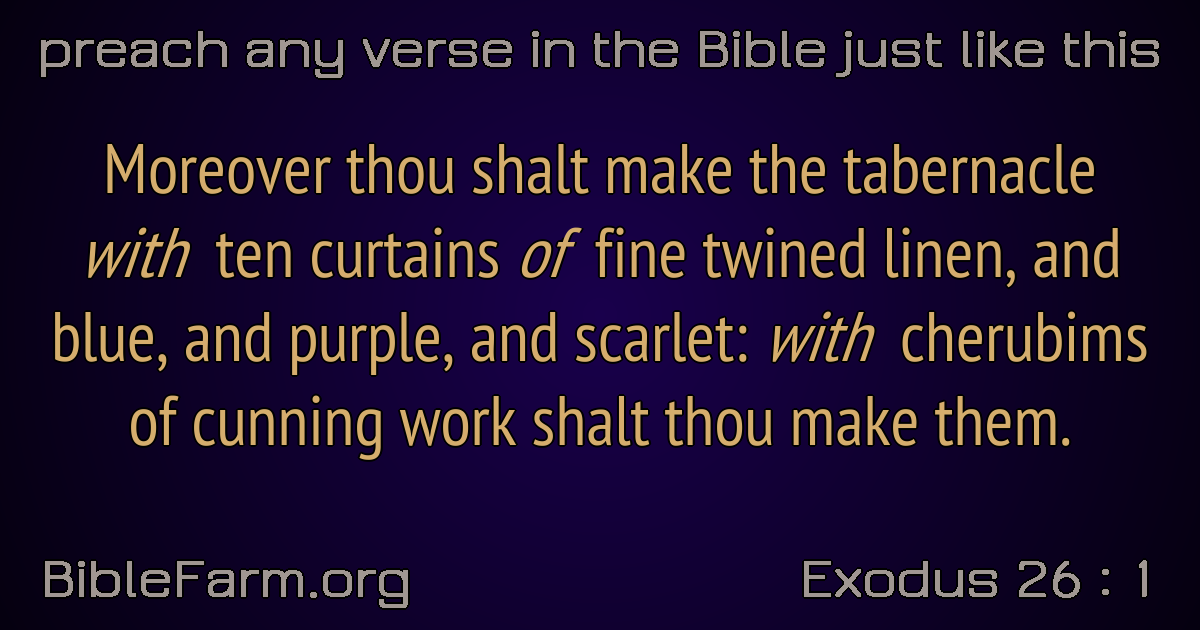 preach any verse in the Bible just like this
Moreover thou shalt make the tabernacle
with ten curtains of fine twined linen, and
blue, and purple, and scarlet: with cherubims
of cunning work shalt thou make them.
BibleFarm.org
Exodus 26 : 1